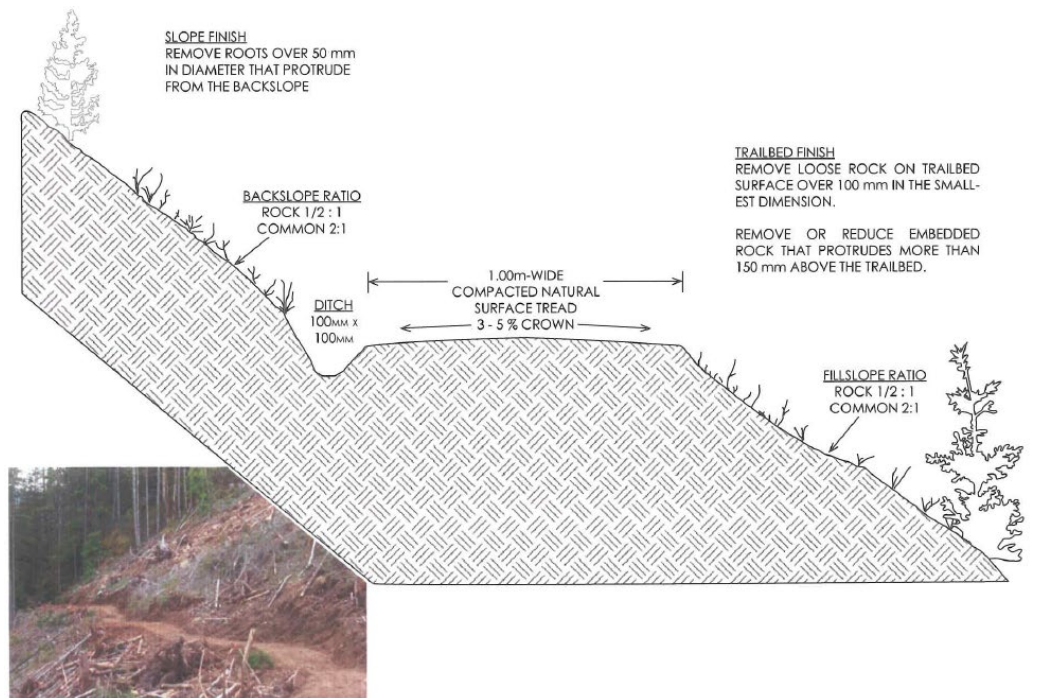 SLOPE FINISH
REMOVE ROOTS OVER 50 mm
IN DIAMETER THAT PROTRUDE
FROM THE BACKSLOPE
TRAILBED FINISH
REMOVE LOOSE ROCK ON TRAILBED
SURFACE OVER 100 mm IN THE SMALL-
EST DIMENSION.
REMOVE OR REDUCE EMBEDDED
ROCK THAT PROTRUDES MORE THAN
150 mm ABOVE THE TRAILBED.
BACKSLOPE RATIO
ROCK 1/2 : 1
COMMON 2:1
1.00m-WIDE
COMPACTED NATURAL
SURFACE TREAD
3 - 5 % CROWN
DITCH
100MM X
100MM
FILLSLOPE RATIO
ROCK 1/2 : 1
COMMON 2:1